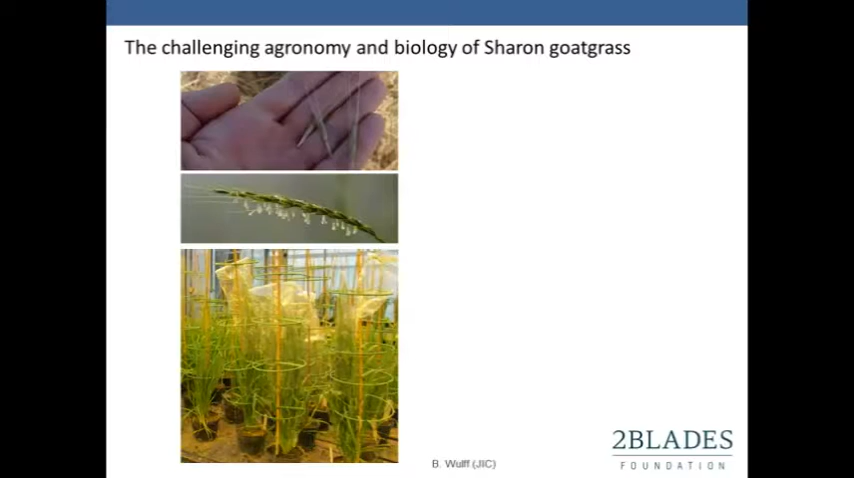 The challenging agronomy and biology of Sharon goatgrass
B. Wulff (JIC)
2BLADES
FOUNDATION